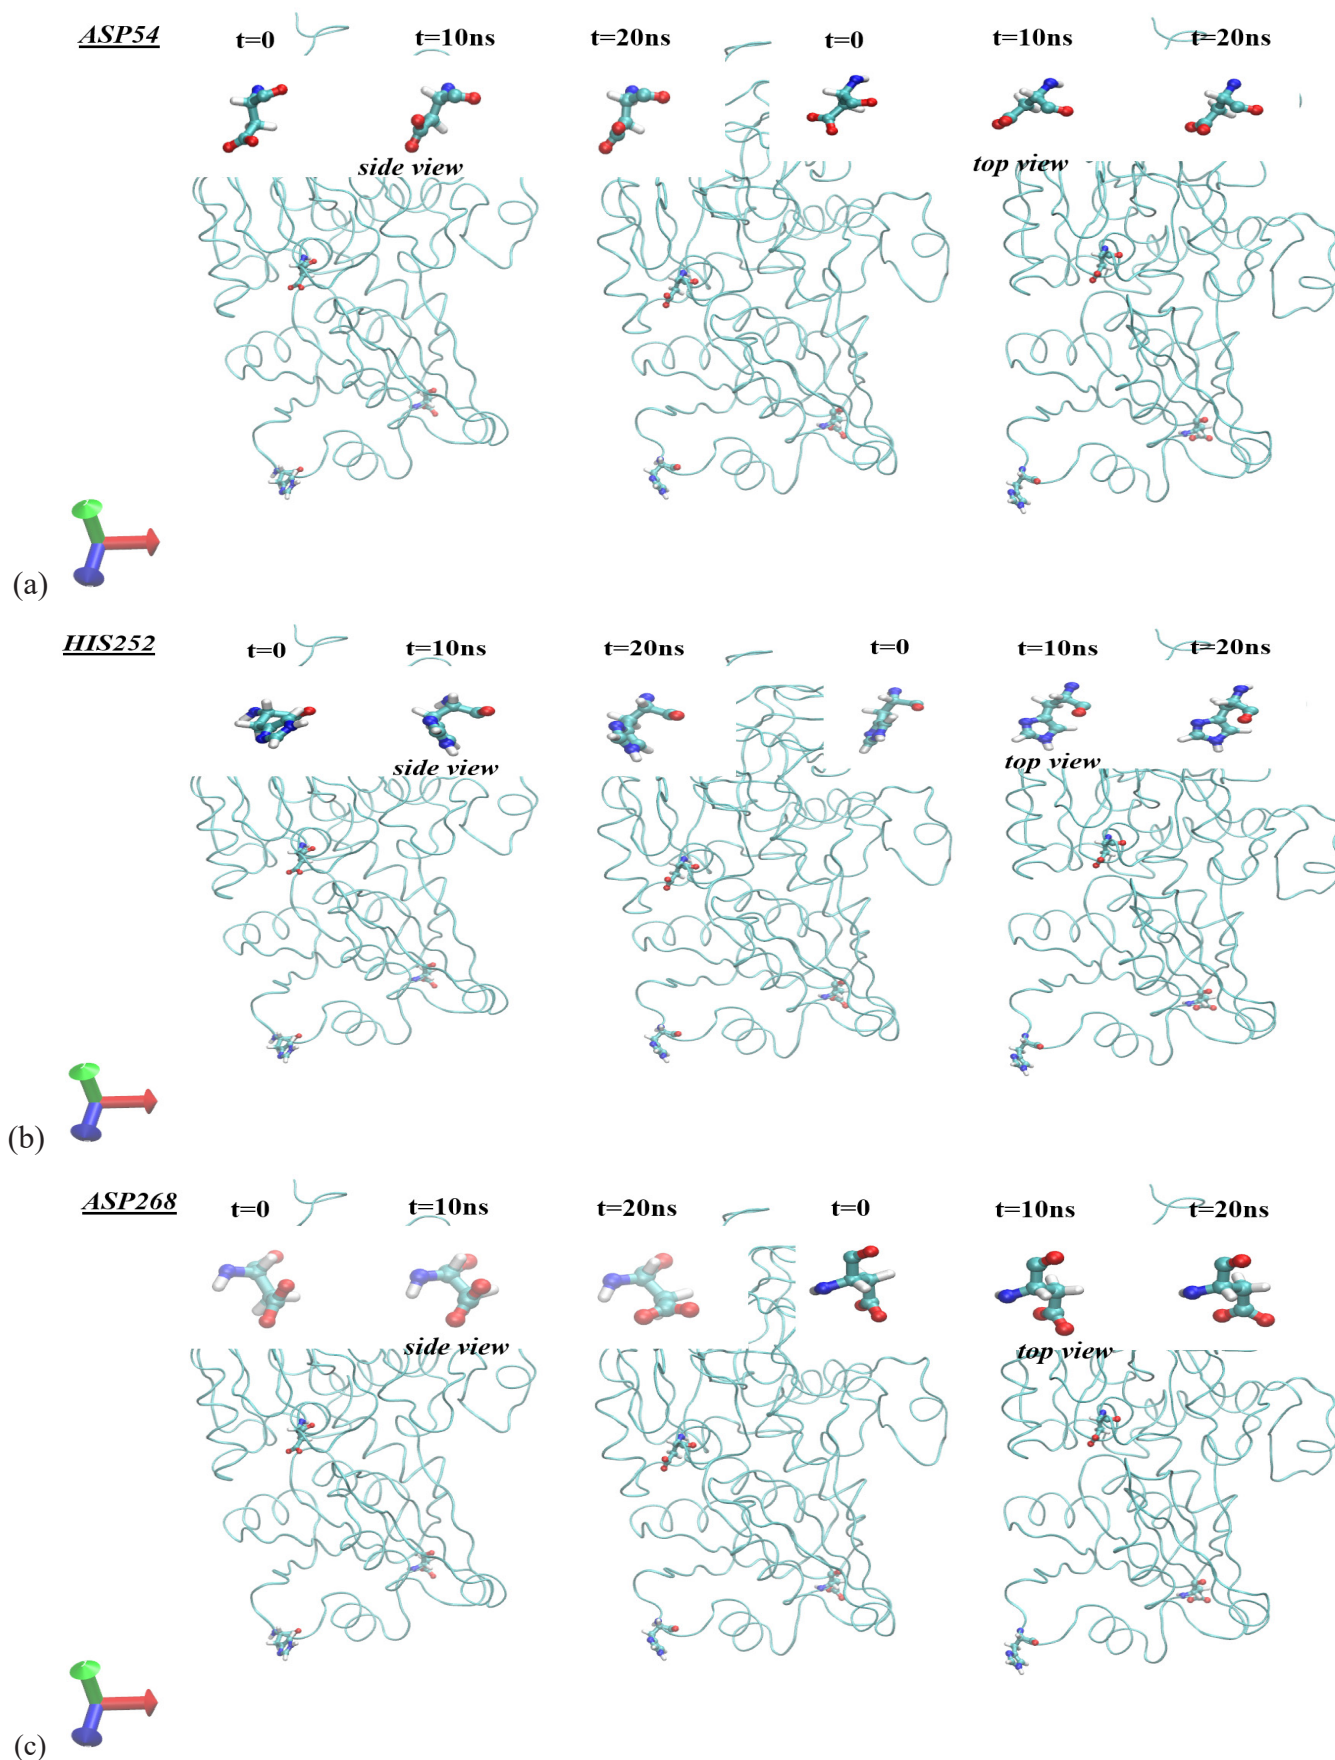 ASP54 t=0 t=10ns t=20ns t=0 t=10ns t=20ns
side view top view
(a)
HIS252 t=0 t=10ns t=20ns t=0 t=10ns t=20ns
side view top view
(b)
ASP268 t=0 t=10ns t=20ns t=0 t=10ns t=20ns
side view top view
(c)